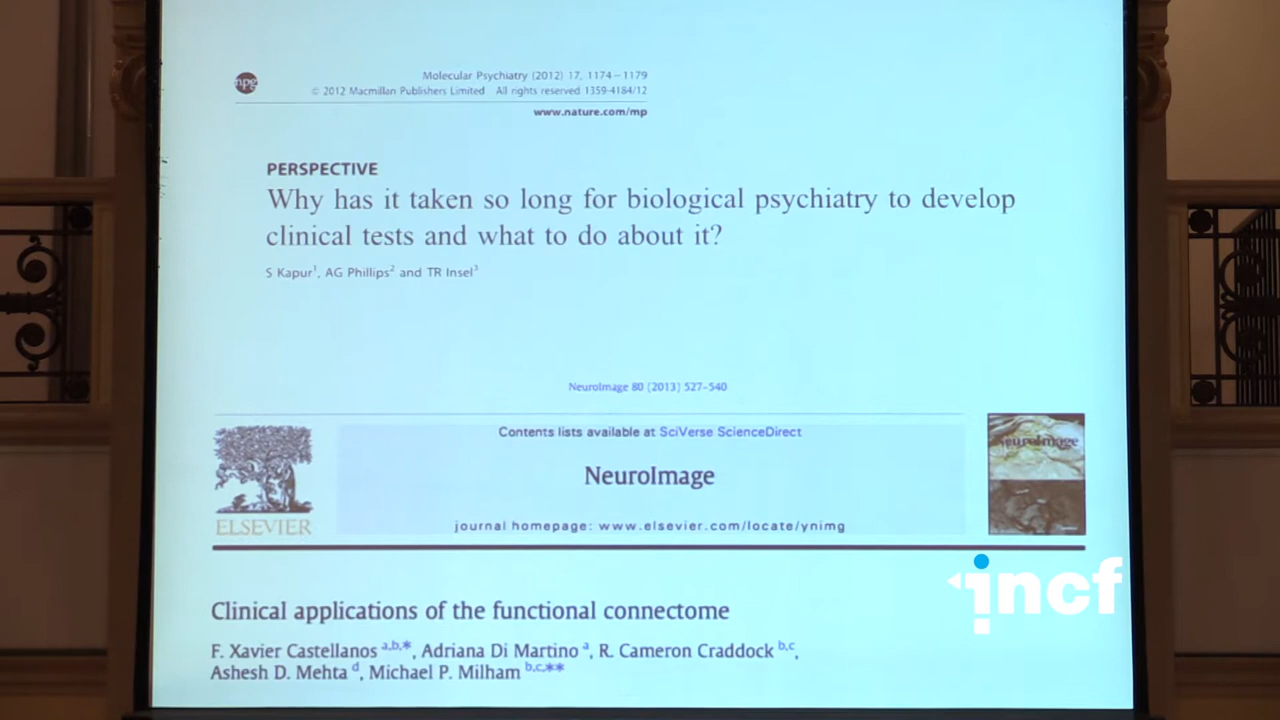 npg
Molecular Psychiatry (2012) 17, 1174–1179
© 2012 Macmillan Publishers Limited All rights reserved 1359-4184/12
www.nature.com/mp
PERSPECTIVE
Why has it taken so long for biological psychiatry to develop
clinical tests and what to do about it?
S Kapur1, AG Phillips2 and TR Insel3
NeuroImage 80 (2013) 527–540
Contents lists available at SciVerse ScienceDirect
NeuroImage
NeuroImage
journal homepage: www.elsevier.com/locate/ynimg
ELSEVIER
incf
Clinical applications of the functional connectome
F. Xavier Castellanos a,b,*, Adriana Di Martino a, R. Cameron Craddock b,c,
Ashesh D. Mehta d, Michael P. Milham b,c,**